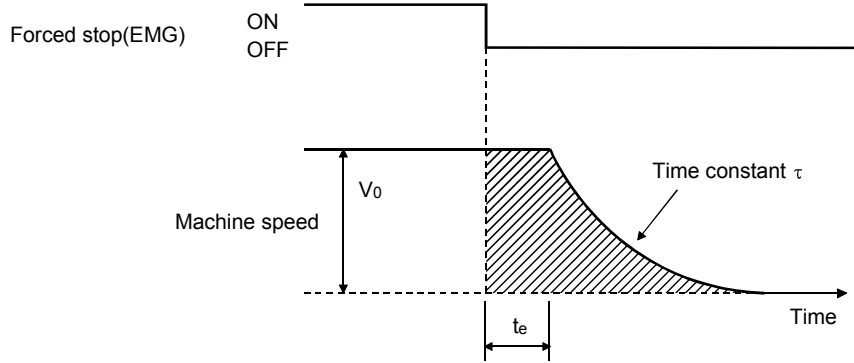 Forced stop(EMG)
ON
OFF
V0
Time constant τ
Machine speed
Time
te